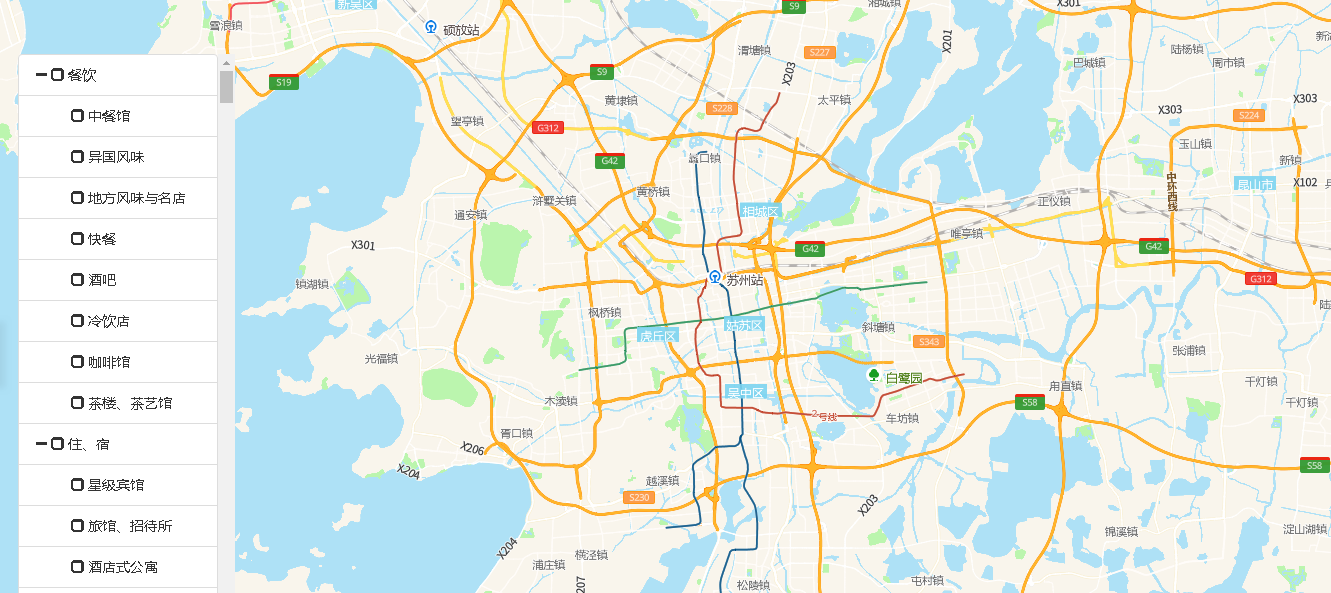 餐饮
中餐馆
异国风味
地方风味与名店
快餐
酒吧
冷饮店
咖啡馆
茶楼、茶艺馆
住、宿
星级宾馆
旅馆、招待所
酒店式公寓
新吴区
雪浪镇
硕放站
S9
湘城镇
X301
X201
陆杨镇
渭塘镇
S227
巴城镇
周市镇
S19
S9
X203
黄埭镇
S228
太平镇
X303
X303
S224
望亭镇
G312
G42
蠡口镇
玉山镇
新镇
中环西线
昆山市
X102
浒墅关镇
黄桥镇
通安镇
相城区
正仪镇
唯亭镇
X301
G42
G42
苏州站
G312
镇湖镇
枫桥镇
姑苏区
斜塘镇
虎丘区
S343
张浦镇
光福镇
白鹭园
甪直镇
千灯镇
吴中区
木渎镇
S58
千灯镇
2号线
车坊镇
胥口镇
X206
X204
S58
越溪镇
S230
X203
锦溪镇
淀山湖镇
X204
横泾镇
浦庄镇
松陵镇
屯村镇